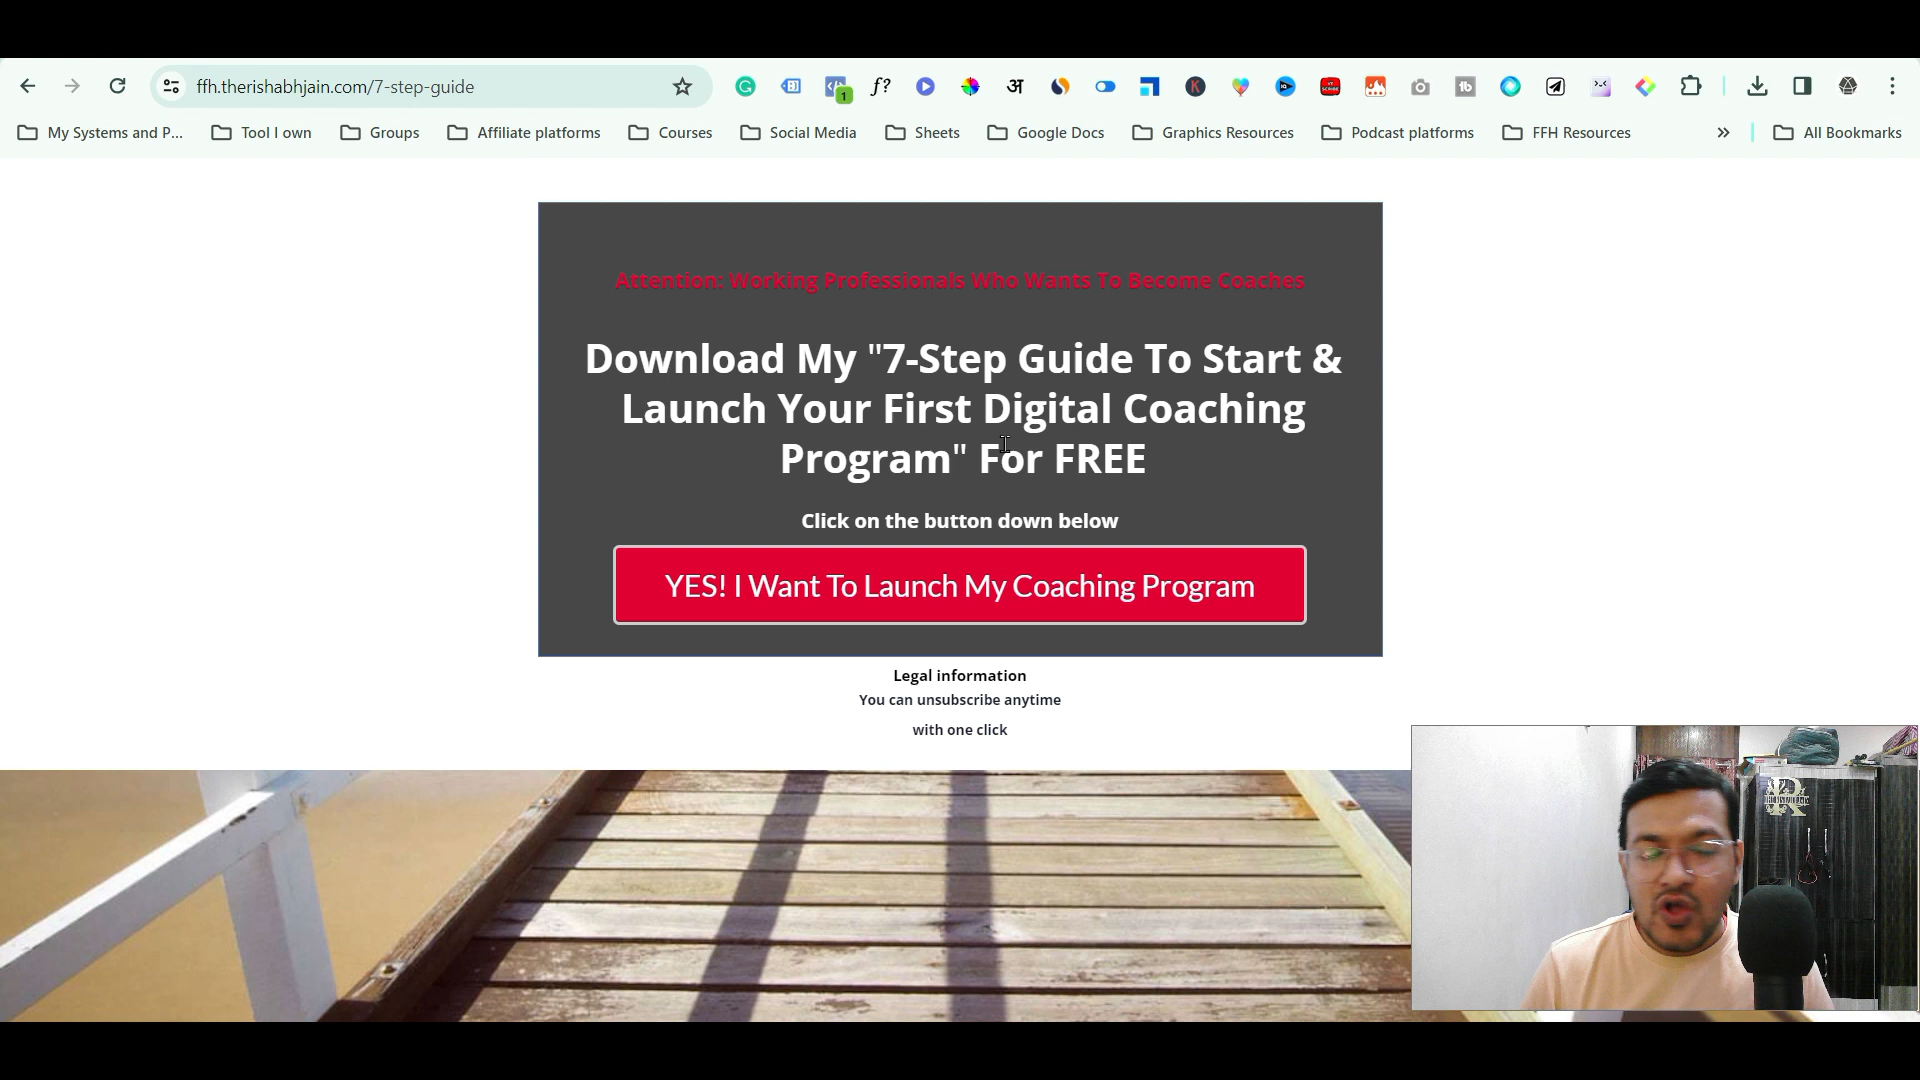 ffh.therishabhjain.com/7-step-guide
1
My Systems and P...
Tool I own
Groups
Affiliate platforms
Courses
Social Media
Sheets
Google Docs
Graphics Resources
Podcast platforms
FFH Resources
All Bookmarks
Attention: Working Professionals Who Wants To Become Coaches
Download My "7-Step Guide To Start &
Launch Your First Digital Coaching
Program" For FREE
Click on the button down below
YES! I Want To Launch My Coaching Program
Legal information
You can unsubscribe anytime
with one click